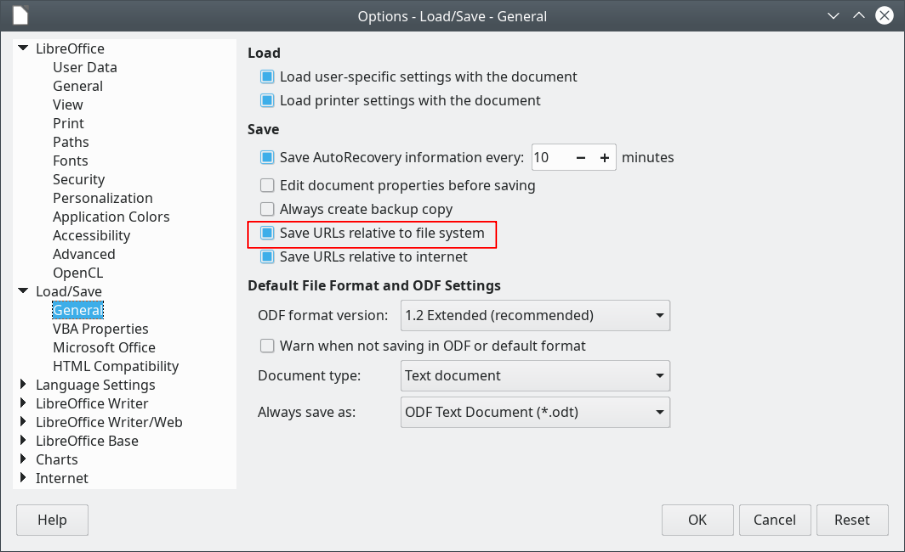 Options - Load/Save - General
LibreOffice
User Data
General
View
Print
Paths
Fonts
Security
Personalization
Application Colors
Accessibility
Advanced
OpenCL
Load/Save
General
VBA Properties
Microsoft Office
HTML Compatibility
Language Settings
LibreOffice Writer
LibreOffice Writer/Web
LibreOffice Base
Charts
Internet
Load
Load user-specific settings with the document
Load printer settings with the document
Save
Save AutoRecovery information every: 10 − + minutes
Edit document properties before saving
Always create backup copy
Save URLs relative to file system
Save URLs relative to internet
Default File Format and ODF Settings
ODF format version: 1.2 Extended (recommended)
Warn when not saving in ODF or default format
Document type: Text document
Always save as: ODF Text Document (*.odt)
Help OK Cancel Reset